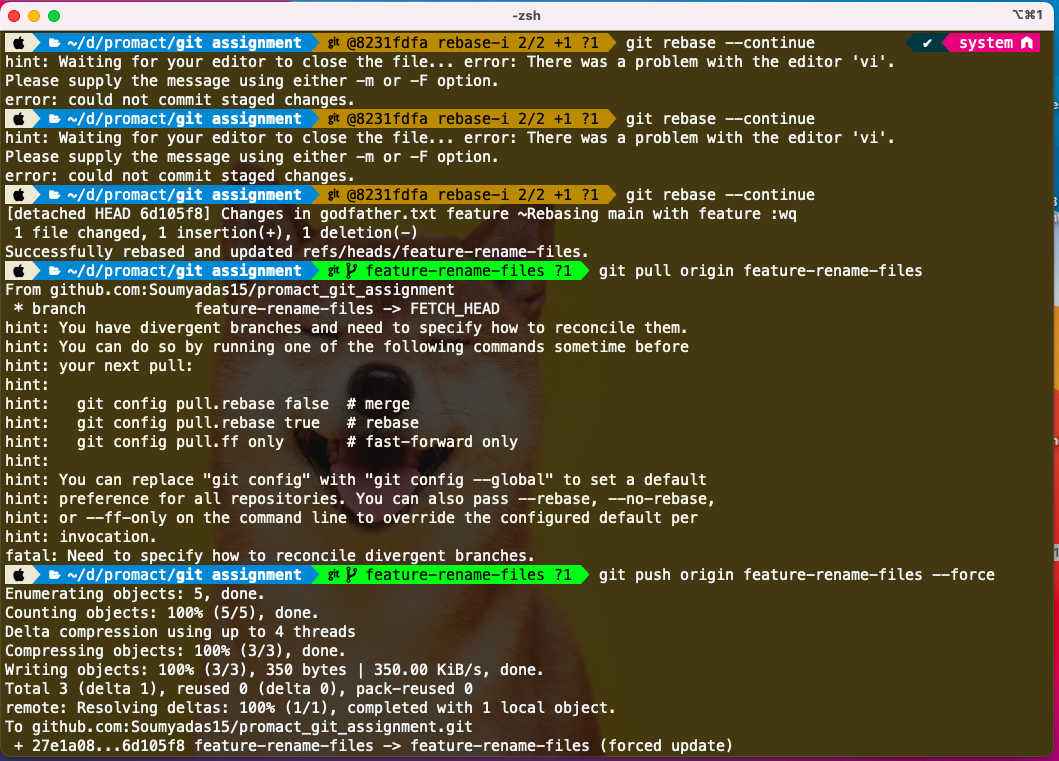 -zsh
⌥⌘1
~/d/promact/git assignment git @8231fdfa rebase-i 2/2 +1 ?1 git rebase --continue ✔ system
hint: Waiting for your editor to close the file... error: There was a problem with the editor 'vi'.
Please supply the message using either -m or -F option.
error: could not commit staged changes.
~/d/promact/git assignment git @8231fdfa rebase-i 2/2 +1 ?1 git rebase --continue
hint: Waiting for your editor to close the file... error: There was a problem with the editor 'vi'.
Please supply the message using either -m or -F option.
error: could not commit staged changes.
~/d/promact/git assignment git @8231fdfa rebase-i 2/2 +1 ?1 git rebase --continue
[detached HEAD 6d105f8] Changes in godfather.txt feature ~Rebasing main with feature :wq
 1 file changed, 1 insertion(+), 1 deletion(-)
Successfully rebased and updated refs/heads/feature-rename-files.
~/d/promact/git assignment git feature-rename-files ?1 git pull origin feature-rename-files
From github.com:Soumyadas15/promact_git_assignment
 * branch            feature-rename-files -> FETCH_HEAD
hint: You have divergent branches and need to specify how to reconcile them.
hint: You can do so by running one of the following commands sometime before
hint: your next pull:
hint:
hint:   git config pull.rebase false  # merge
hint:   git config pull.rebase true   # rebase
hint:   git config pull.ff only       # fast-forward only
hint:
hint: You can replace "git config" with "git config --global" to set a default
hint: preference for all repositories. You can also pass --rebase, --no-rebase,
hint: or --ff-only on the command line to override the configured default per
hint: invocation.
fatal: Need to specify how to reconcile divergent branches.
~/d/promact/git assignment git feature-rename-files ?1 git push origin feature-rename-files --force
Enumerating objects: 5, done.
Counting objects: 100% (5/5), done.
Delta compression using up to 4 threads
Compressing objects: 100% (3/3), done.
Writing objects: 100% (3/3), 350 bytes | 350.00 KiB/s, done.
Total 3 (delta 1), reused 0 (delta 0), pack-reused 0
remote: Resolving deltas: 100% (1/1), completed with 1 local object.
To github.com:Soumyadas15/promact_git_assignment.git
 + 27e1a08...6d105f8 feature-rename-files -> feature-rename-files (forced update)